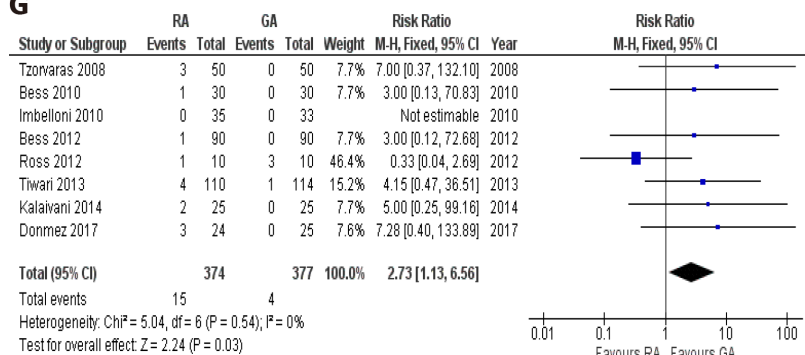 G
RA GA Risk Ratio Risk Ratio
Study or Subgroup Events Total Events Total Weight M-H, Fixed, 95% CI Year M-H, Fixed, 95% CI
Tzorvaras 2008 3 50 0 50 7.7% 7.00 [0.37, 132.10] 2008
Bess 2010 1 30 0 30 7.7% 3.00 [0.13, 70.83] 2010
Imbelloni 2010 0 35 0 33 Not estimable 2010
Bess 2012 1 90 0 90 7.7% 3.00 [0.12, 72.68] 2012
Ross 2012 1 10 3 10 46.4% 0.33 [0.04, 2.69] 2012
Tiwari 2013 4 110 1 114 15.2% 4.15 [0.47, 36.51] 2013
Kalaivani 2014 2 25 0 25 7.7% 5.00 [0.25, 99.16] 2014
Donmez 2017 3 24 0 25 7.6% 7.28 [0.40, 133.89] 2017
Total (95% CI) 374 377 100.0% 2.73 [1.13, 6.56]
Total events 15 4
Heterogeneity: Chi² = 5.04, df = 6 (P = 0.54); I² = 0%
Test for overall effect: Z = 2.24 (P = 0.03)
0.01 0.1 1 10 100
Favours RA Favours GA